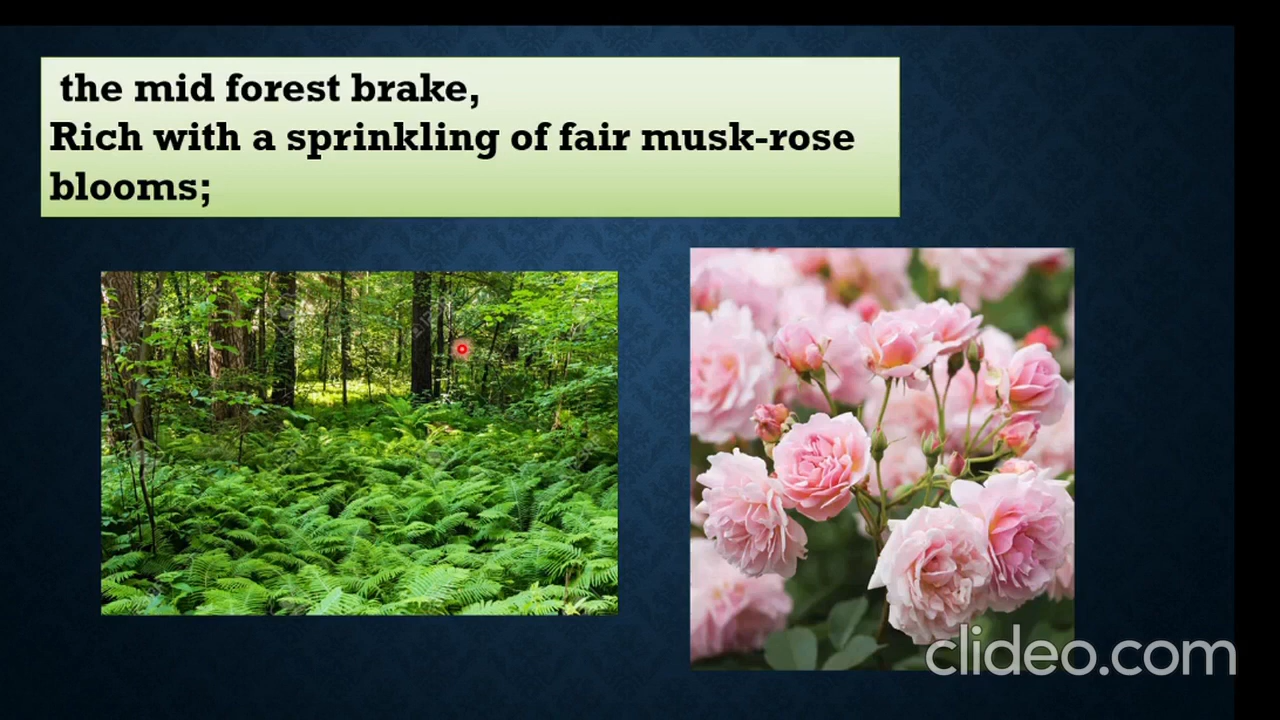 the mid forest brake,
Rich with a sprinkling of fair musk-rose
blooms;
clideo.com